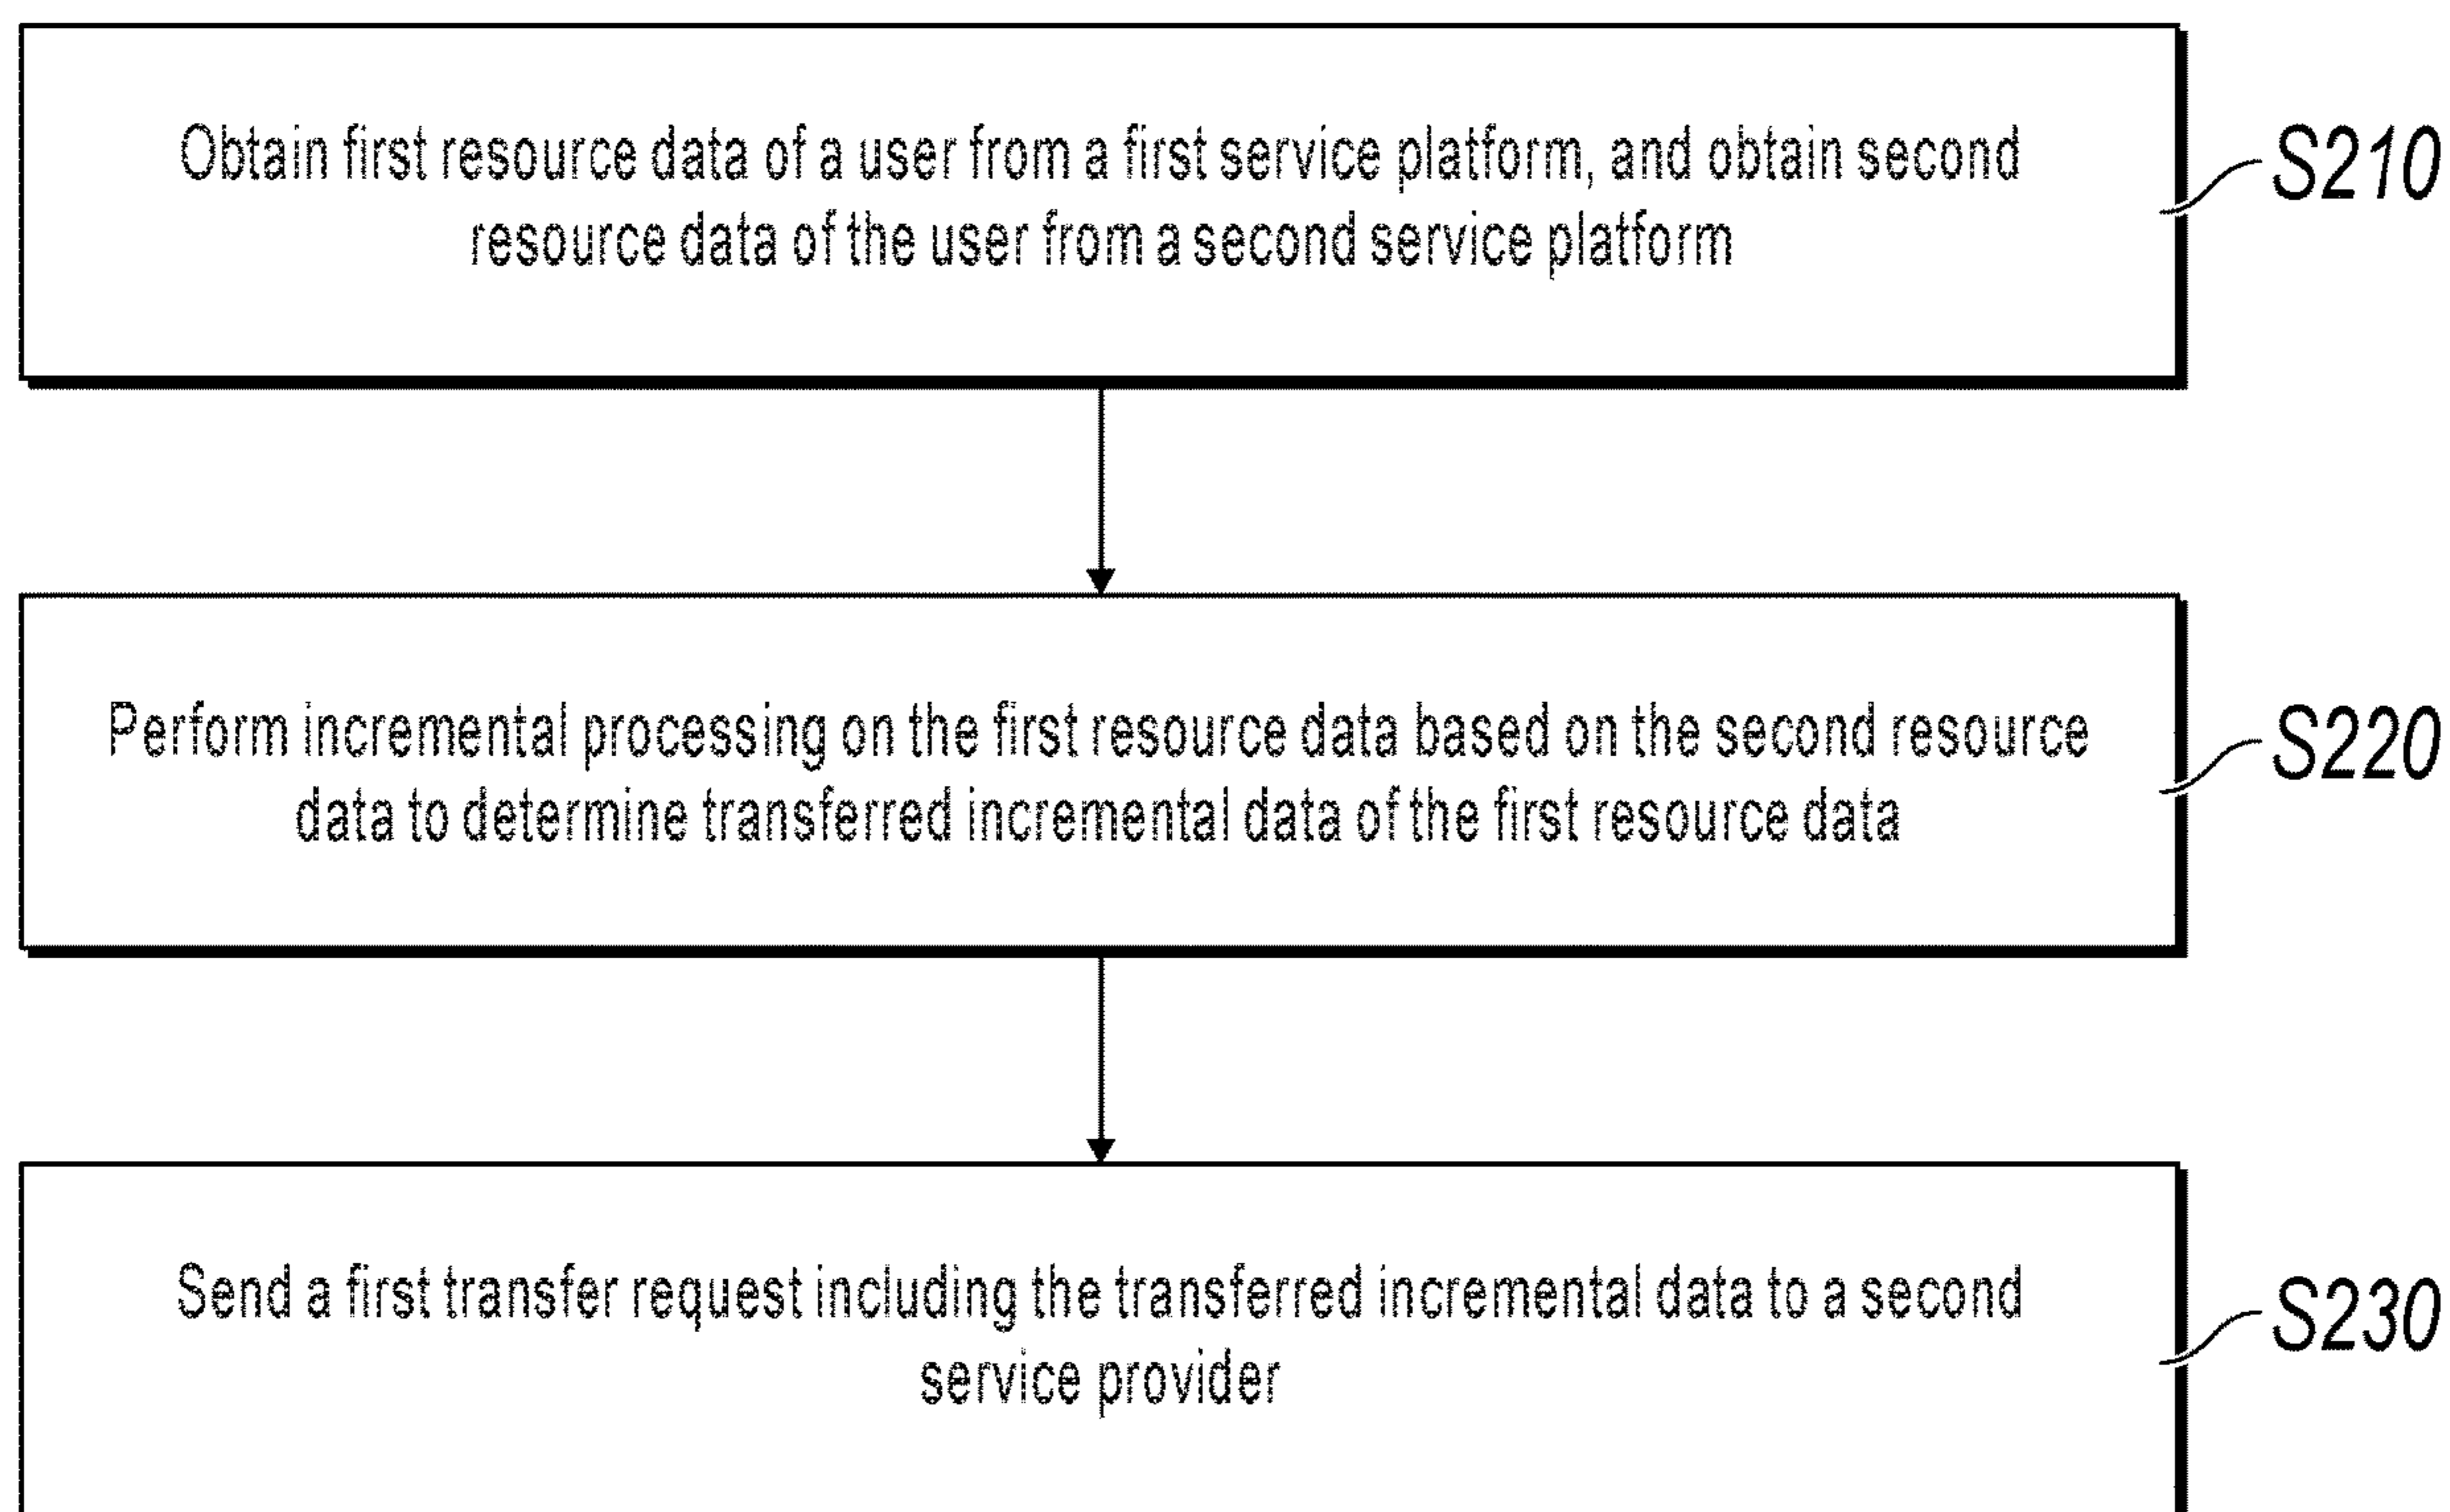 Obtain first resource data of a user from a first service platform, and obtain second
resource data of the user from a second service platform
S210
Perform incremental processing on the first resource data based on the second resource
data to determine transferred incremental data of the first resource data
S220
Send a first transfer request including the transferred incremental data to a second
service provider
S230